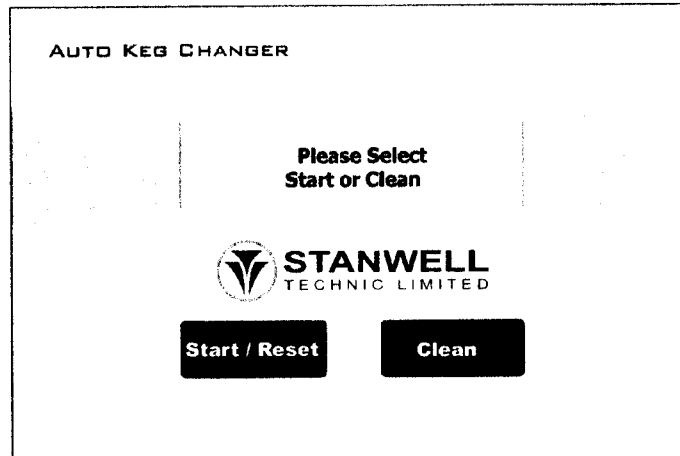 AUTO KEG CHANGER
Please Select
Start or Clean
STANWELL
TECHNIC LIMITED
Start / Reset
Clean